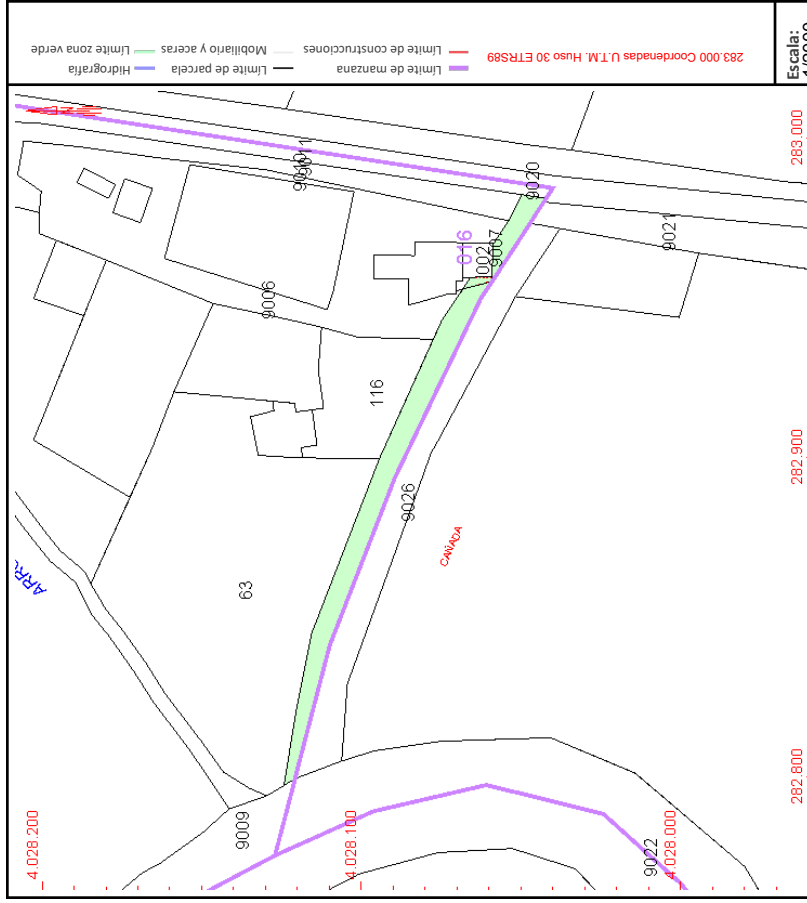 Límite de manzana
Límite de construcciones
Límite de parcela
Mobiliario y aceras
Límite zona verde
Hidrografía
283.000 Coordenadas U.T.M. Huso 30 ETRS89
Escala:
283.000
282.900
282.800
4.028.200
4.028.100
4.028.000
9010
9011
9020
9021
016
9007
9006
116
9026
CAÑADA
63
9009
9022